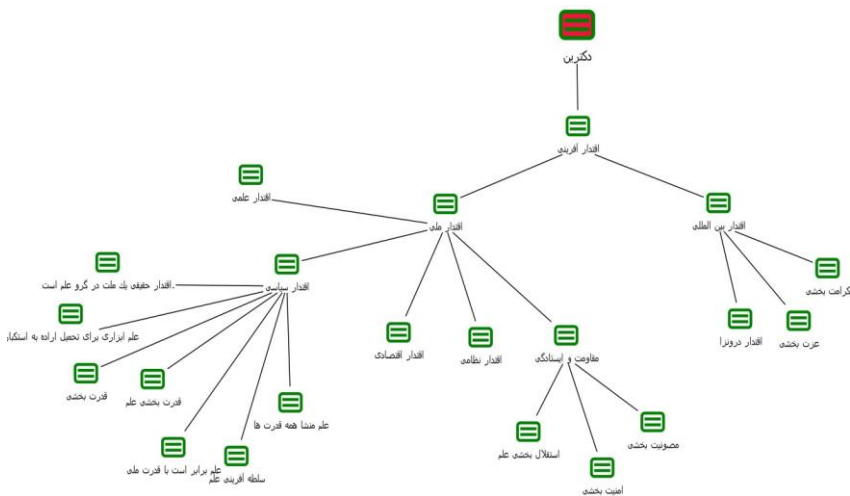 دکترین
اقتدار آفرینی
اقتدار بین المللی
اقتدار ملی
اقتدار علمی
کرامت بخشی
عزت بخشی
اقتدار درونزا
مقاومت و ایستادگی
اقتدار نظامی
اقتدار اقتصادی
اقتدار سیاسی
مصونیت بخشی
امنیت بخشی
استقلال بخشی علم
اقتدار حقیقی یك ملت در گرو علم است.
علم ابزاری برای تحمیل اراده به استکبار
قدرت بخشی
قدرت بخشی علم
علم برابر است با قدرت ملی
سلطه آفرینی علم
علم منشا همه قدرت ها